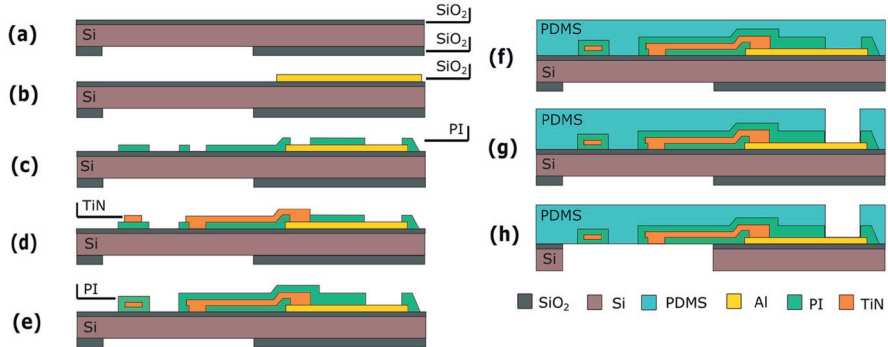 (a)
Si
SiO₂
SiO₂
(b)
Si
SiO₂
(c)
Si
PI
(d)
TiN
Si
(e)
PI
Si
(f)
PDMS
Si
(g)
PDMS
Si
(h)
PDMS
Si
SiO₂ Si PDMS Al PI TiN